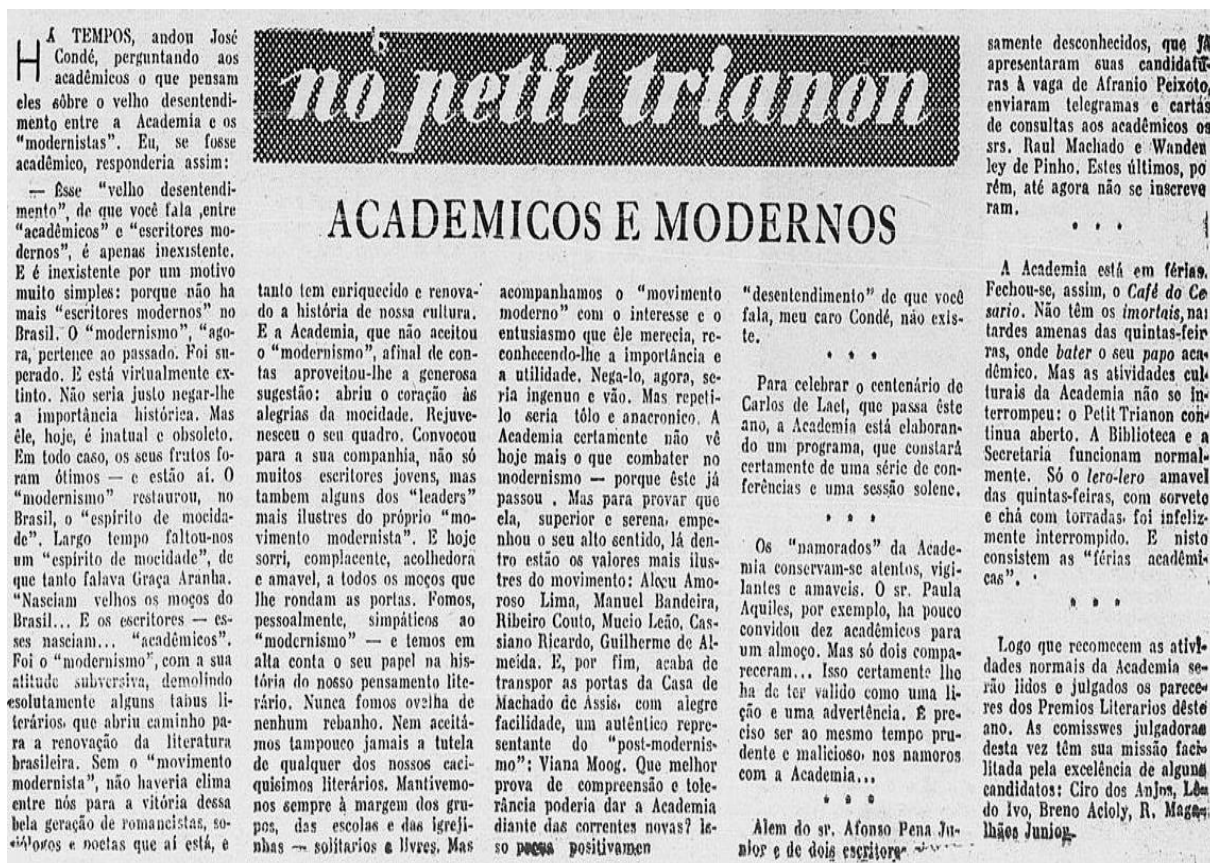 no petit trianon
ACADEMICOS E MODERNOS
HÁ TEMPOS, andou José
Condé, perguntando aos
acadêmicos o que pensam
eles sôbre o velho desentendi-
mento entre a Academia e os
"modernistas". Eu, se fosse
acadêmico, responderia assim:
— Êsse "velho desentendi-
mento", de que você fala ,entre
"acadêmicos" e "escritores mo-
dernos", é apenas inexistente.
E é inexistente por um motivo
muito simples: porque não ha
mais "escritores modernos" no
Brasil. O "modernismo", "ago-
ra, pertence ao passado. Foi su-
perado. E está virtualmente ex-
tinto. Não seria justo negar-lhe
a importância histórica. Mas
êle, hoje, é inatual e obsoleto.
Em todo caso, os seus frutos fo-
ram ótimos — e estão aí. O
"modernismo" restaurou, no
Brasil, o "espirito de mocida-
de". Largo tempo faltou-nos
um "espírito de mocidade", de
que tanto falava Graça Aranha.
"Nasciam velhos os moços do
Brasil... E os escritores — es-
ses nasciam... "acadêmicos".
Foi o "modernismo", com a sua
atitude subversiva, demolindo
esolutamente alguns tabus li-
terários, que abriu caminho pa-
ra a renovação da literatura
brasileira. Sem o "movimento
modernista", não haveria clima
entre nós para a vitória dessa
bela geração de romancistas, so-
ciólogos e poetas que aí está, e
tanto tem enriquecido e renova-
do a história de nossa cultura.
E a Academia, que não aceitou
o "modernismo", afinal de con-
tas aproveitou-lhe a generosa
sugestão: abriu o coração às
alegrias da mocidade. Rejuve-
nesceu o seu quadro. Convocou
para a sua companhia, não só
muitos escritores jovens, mas
tambem alguns dos "leaders"
mais ilustres do próprio "mo-
vimento modernista". E hoje
sorri, complacente, acolhedora
e amavel, a todos os moços que
lhe rondam as portas. Fomos,
pessoalmente, simpáticos ao
"modernismo" — e temos em
alta conta o seu papel na his-
tória do nosso pensamento lite-
rário. Nunca fomos ovelha de
nenhum rebanho. Nem aceitá-
mos tampouco jamais a tutela
de qualquer dos nossos caci-
quisimos literários. Mantivemo-
nos sempre à margem dos gru-
pos, das escolas e das igreji-
nhas — solitarios e livres. Mas
acompanhamos o "movimento
moderno" com o interesse e o
entusiasmo que êle merecia, re-
conhecendo-lhe a importância e
a utilidade. Nega-lo, agora, se-
ria ingenuo e vão. Mas repeti-
lo seria tôlo e anacronico. A
Academia certamente não vê
hoje mais o que combater no
modernismo — porque êste já
passou . Mas para provar que
ela, superior e serena, empe-
nhou o seu alto sentido, lá den-
tro estão os valores mais ilus-
tres do movimento: Alceu Amo-
roso Lima, Manuel Bandeira,
Ribeiro Couto, Mucio Leão, Cas-
siano Ricardo, Guilherme de Al-
meida. E, por fim, acaba de
transpor as portas da Casa de
Machado de Assis, com alegre
facilidade, um autêntico repre-
sentante do "post-modernis-
mo": Viana Moog. Que melhor
prova de compreensão e tole-
rância poderia dar a Academia
diante das correntes novas? Is-
so positivamen
"desentendimento" de que você
fala, meu caro Condé, não exis-
te.
* * *
Para celebrar o centenário de
Carlos de Laet, que passa êste
ano, a Academia está elaboran-
do um programa, que constará
certamente de uma série de con-
ferências e uma sessão solene.
* * *
Os "namorados" da Acade-
mia conservam-se atentos, vigi-
lantes e amaveis. O sr. Paula
Aquiles, por exemplo, ha pouco
convidou dez acadêmicos para
um almoço. Mas só dois compa-
receram... Isso certamente lhe
ha de ter valido como uma li-
ção e uma advertência. É pre-
ciso ser ao mesmo tempo pru-
dente e malicioso, nos namoros
com a Academia...
* * *
Alem do sr. Afonso Pena Ju-
nior e de dois escritore
samente desconhecidos, que já
apresentaram suas candidatu-
ras à vaga de Afranio Peixoto,
enviaram telegramas e cartás
de consultas aos acadêmicos os
srs. Raul Machado e Wander
ley de Pinho. Estes últimos, po
rém, até agora não se inscreve
ram.
* * *
A Academia está em férias.
Fechou-se, assim, o Café do Ce
sario. Não têm os imortais, nas
tardes amenas das quintas-feir
ras, onde bater o seu papo aca
dêmico. Mas as atividades cul-
turais da Academia não se in-
terrompeu: o Petit Trianon con-
tinua aberto. A Biblioteca e a
Secretaria funcionam normal-
mente. Só o lero-lero amavel
das quintas-feiras, com sorveto
e chá com torradas, foi infeliz-
mente interrompido. E nisto
consistem as "férias acadêmi-
cas".
* * *
Logo que recomecem as ativi-
dades normais da Academia se-
rão lidos e julgados os parece-
res dos Premios Literarios dêste
ano. As comisswes julgadoras
desta vez têm sua missão faci-
litada pela excelência de alguns
candidatos: Ciro dos Anjos, Lê-
do Ivo, Breno Acioly, R. Maga-
lhães Junior.